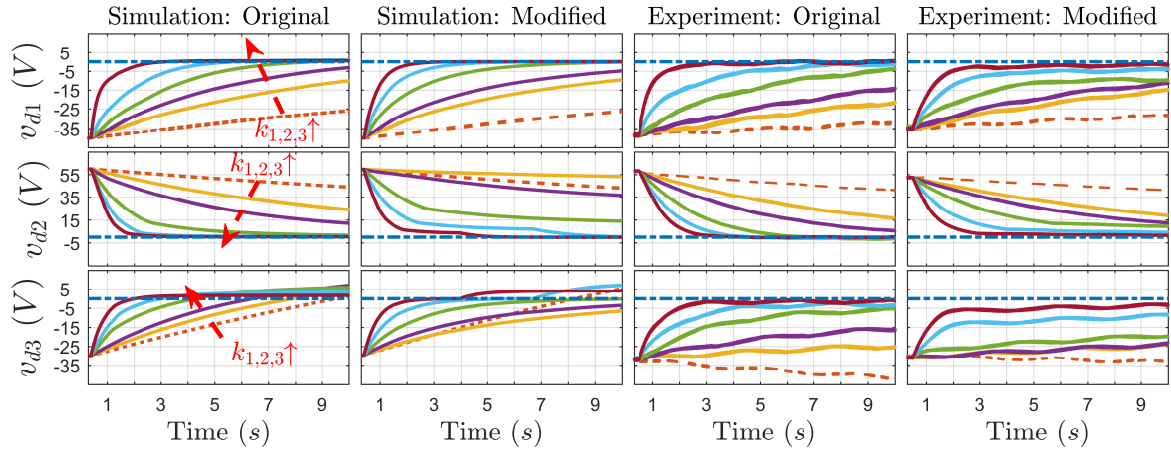 Simulation: Original Simulation: Modified Experiment: Original Experiment: Modified
v_{d1} (V)
5
-5
-15
-25
-35
k_{1,2,3}↑
v_{d2} (V)
55
35
15
-5
k_{1,2,3}↑
v_{d3} (V)
5
-5
-15
-25
-35
k_{1,2,3}↑
1 3 5 7 9 1 3 5 7 9 1 3 5 7 9 1 3 5 7 9
Time (s) Time (s) Time (s) Time (s)